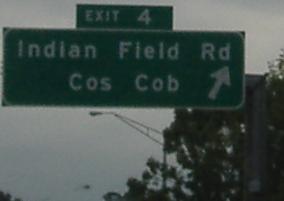 EXIT 4
Indian Field Rd
Cos Cob